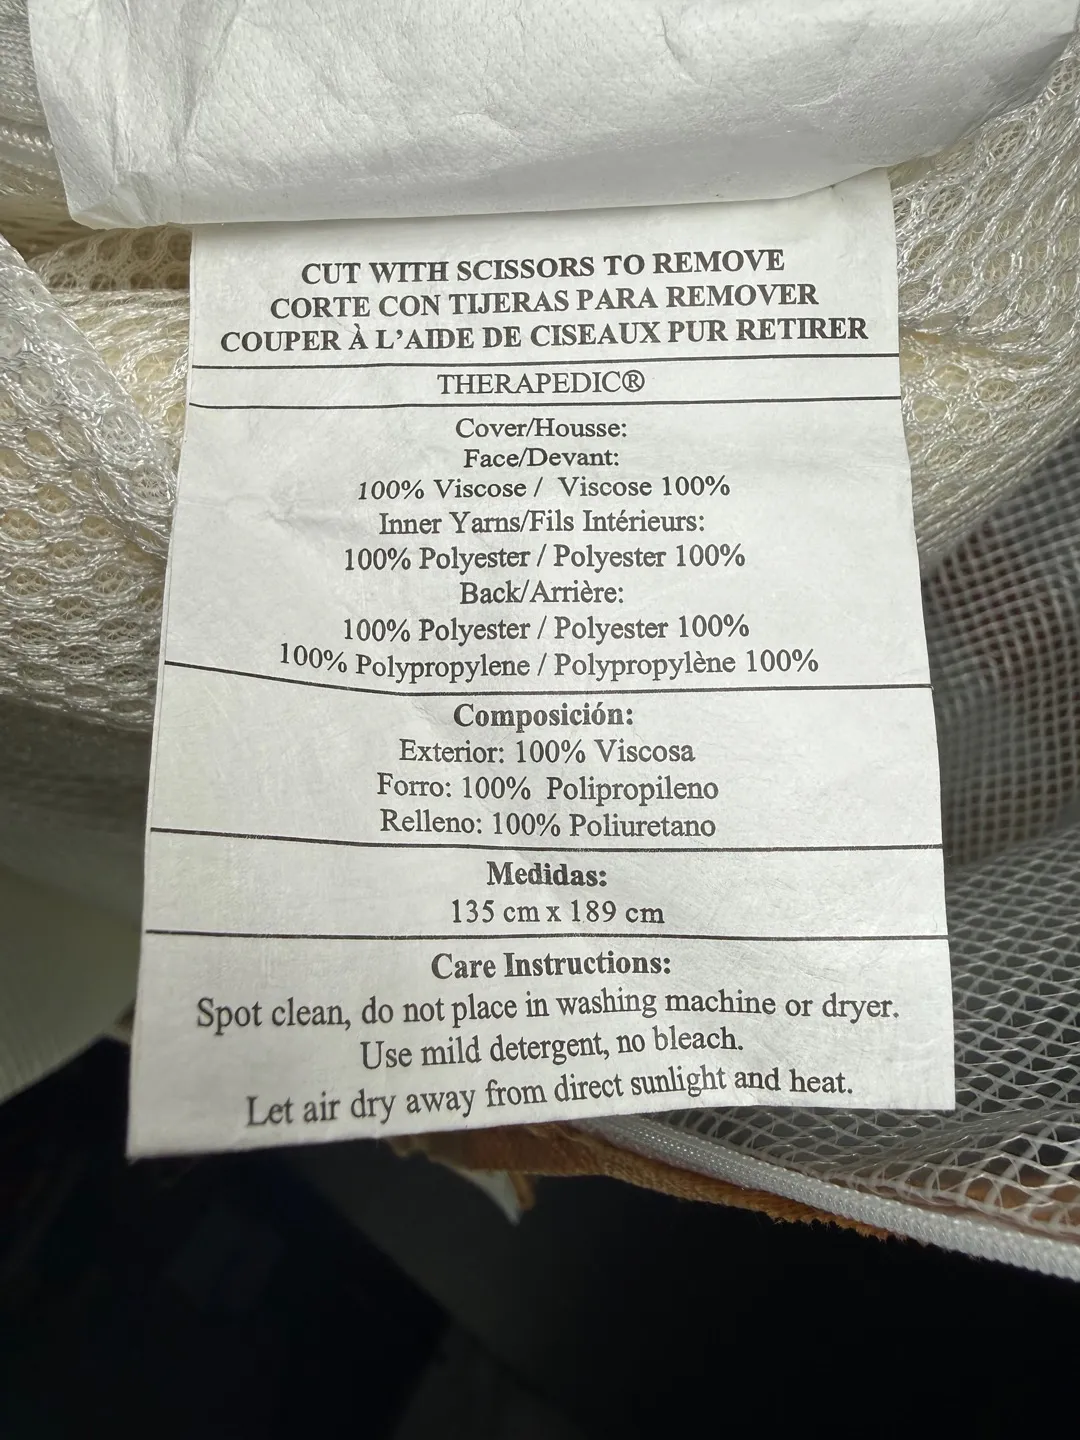 CUT WITH SCISSORS TO REMOVE
CORTE CON TIJERAS PARA REMOVER
COUPER À L'AIDE DE CISEAUX PUR RETIRER
THERAPEDIC®
Cover/Housse:
Face/Devant:
100% Viscose / Viscose 100%
Inner Yarns/Fils Intérieurs:
100% Polyester / Polyester 100%
Back/Arrière:
100% Polyester / Polyester 100%
100% Polypropylene / Polypropylène 100%
Composición:
Exterior: 100% Viscosa
Forro: 100% Polipropileno
Relleno: 100% Poliuretano
Medidas:
135 cm x 189 cm
Care Instructions:
Spot clean, do not place in washing machine or dryer.
Use mild detergent, no bleach.
Let air dry away from direct sunlight and heat.